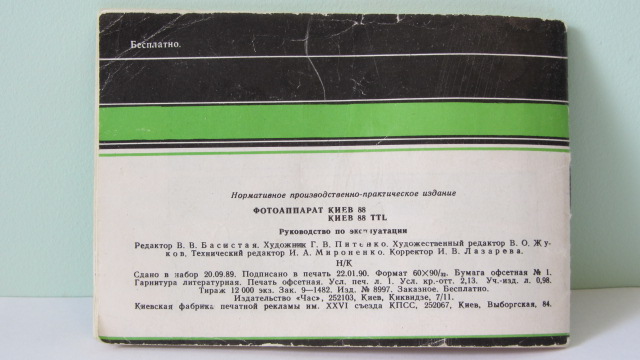 Бесплатно.
Нормативное производственно-практическое издание
ФОТОАППАРАТ КИЕВ 88
КИЕВ 88 TTL
Руководство по эксплуатации
Редактор В. В. Басистая. Художник Г. В. Питенко. Художественный редактор В. О. Жу-
ков. Технический редактор И. А. Мироненко. Корректор И. В. Лазарева.
Н/К
Сдано в набор 20.09.89. Подписано в печать 22.01.90. Формат 60×90/32. Бумага офсетная № 1.
Гарнитура литературная. Печать офсетная. Усл. печ. л. 1. Усл. кр.-отт. 2,13. Уч.-изд. л. 0,98.
Тираж 12 000 экз. Зак. 9—1482. Изд. № 8997. Заказное. Бесплатно.
Издательство «Час», 252103, Киев, Киквидзе, 7/11.
Киевская фабрика печатной рекламы им. XXVI съезда КПСС, 252067, Киев, Выборгская, 84.